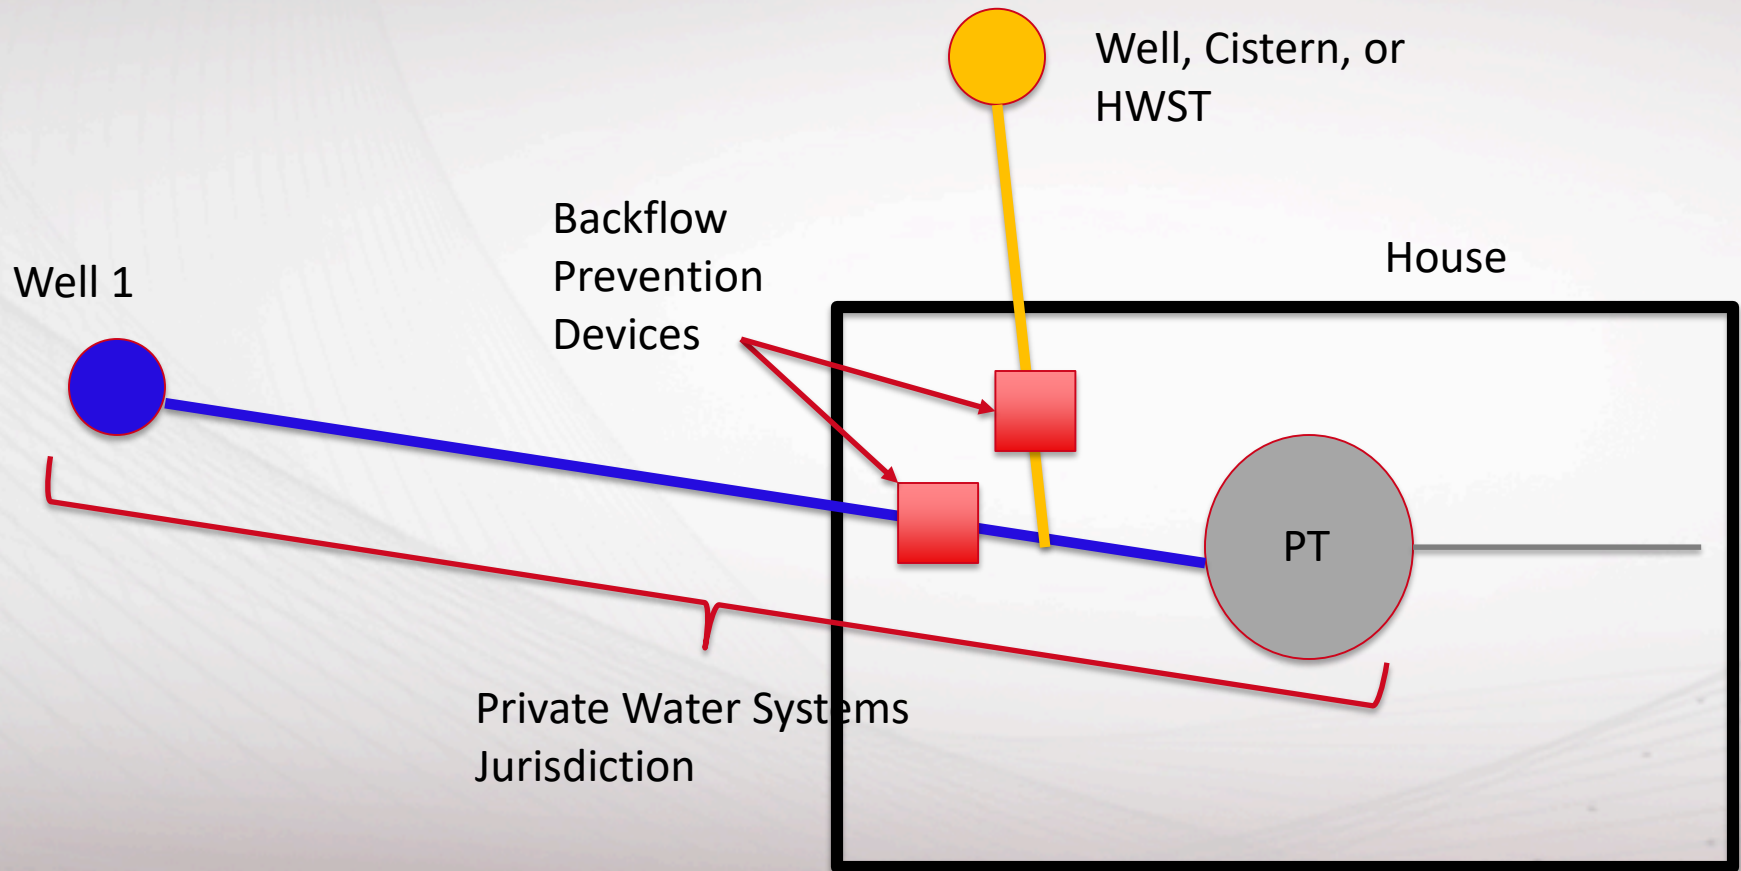 Well, Cistern, or
HWST
Backflow
Prevention
Devices
House
Well 1
PT
Private Water Systems
Jurisdiction